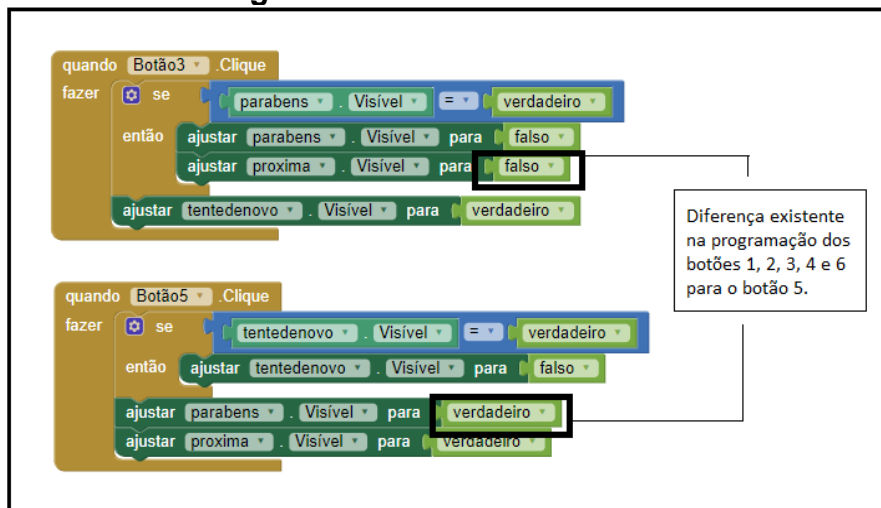 quando Botão3 .Clique
fazer se parabens . Visível = verdadeiro
então ajustar parabens . Visível para falso
ajustar proxima . Visível para falso
ajustar tentedenovo . Visível para verdadeiro
Diferença existente
na programação dos
botões 1, 2, 3, 4 e 6
para o botão 5.
quando Botão5 .Clique
fazer se tentedenovo . Visível = verdadeiro
então ajustar tentedenovo . Visível para falso
ajustar parabens . Visível para verdadeiro
ajustar proxima . Visível para verdadeiro